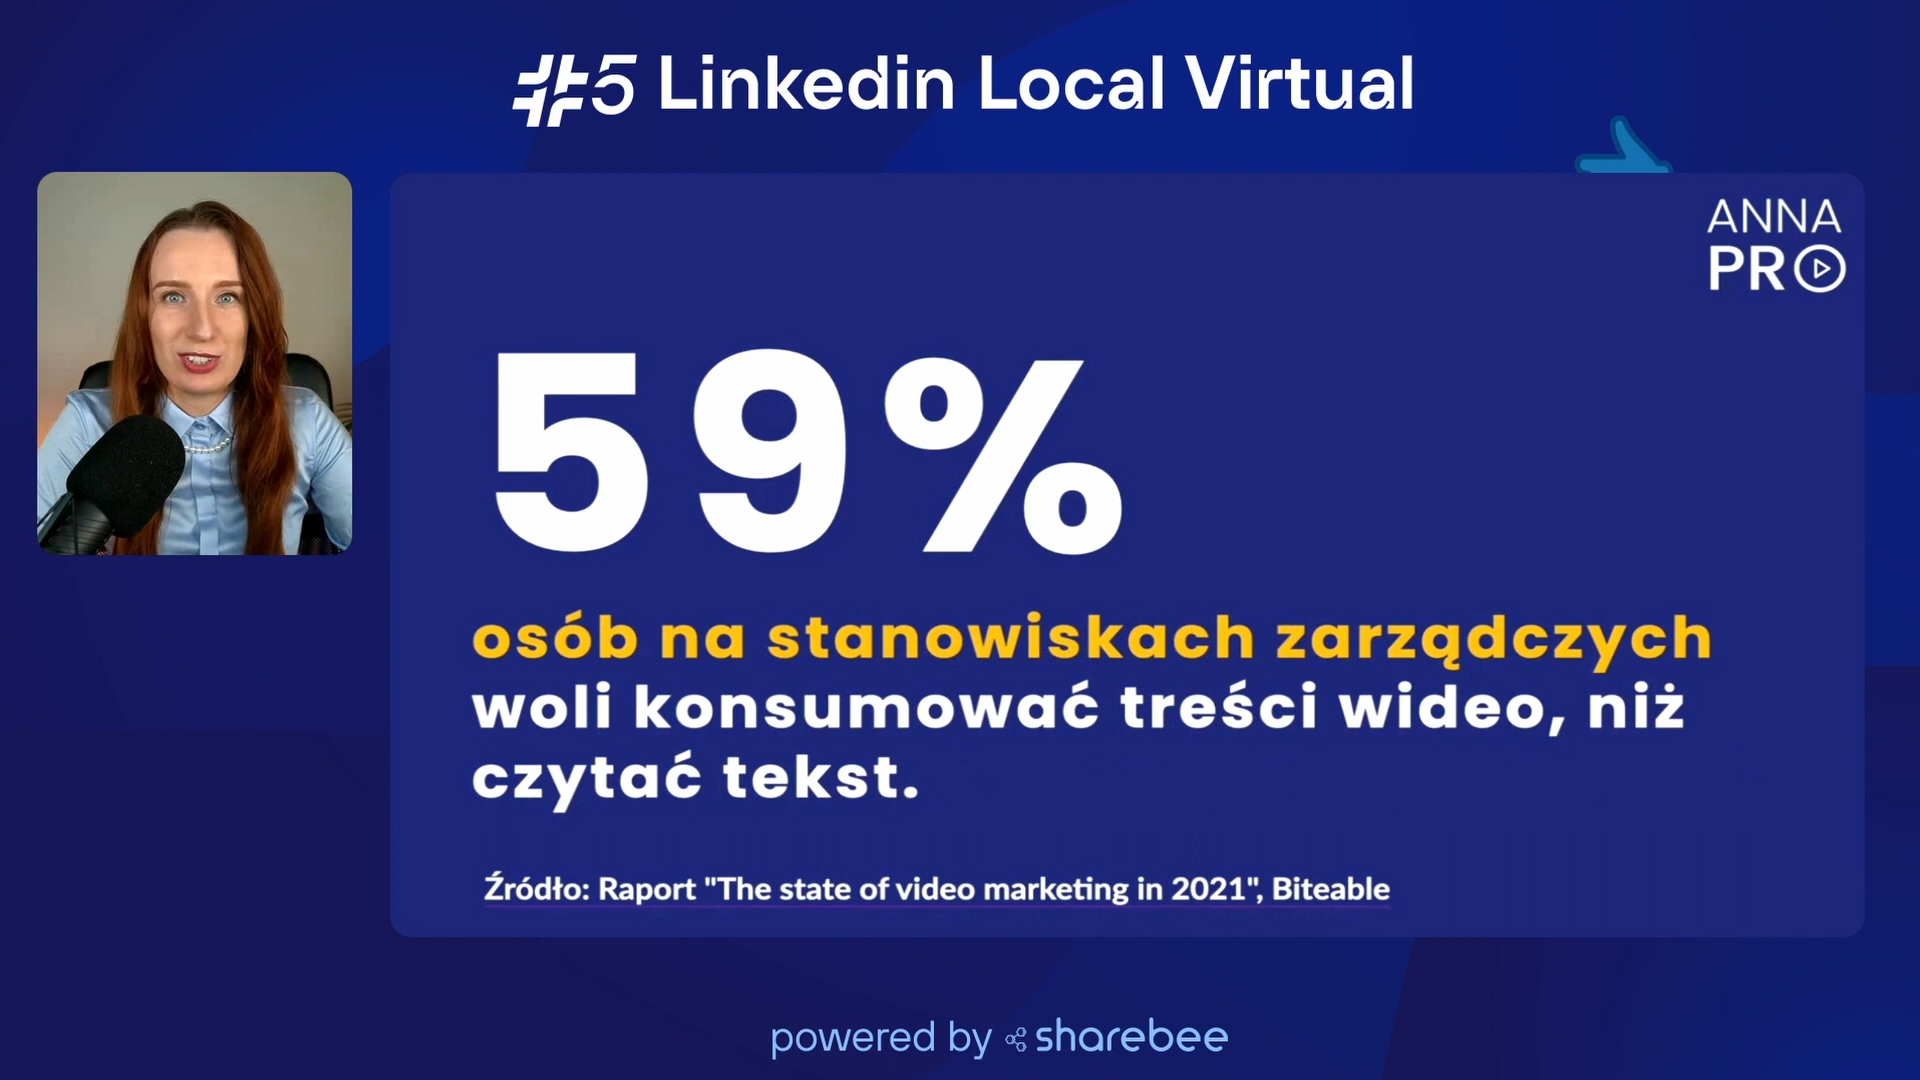 #5 Linkedin Local Virtual
ANNA
PRO
59%
osób na stanowiskach zarządczych
woli konsumować treści wideo, niż
czytać tekst.
Źródło: Raport "The state of video marketing in 2021", Biteable
powered by sharebee